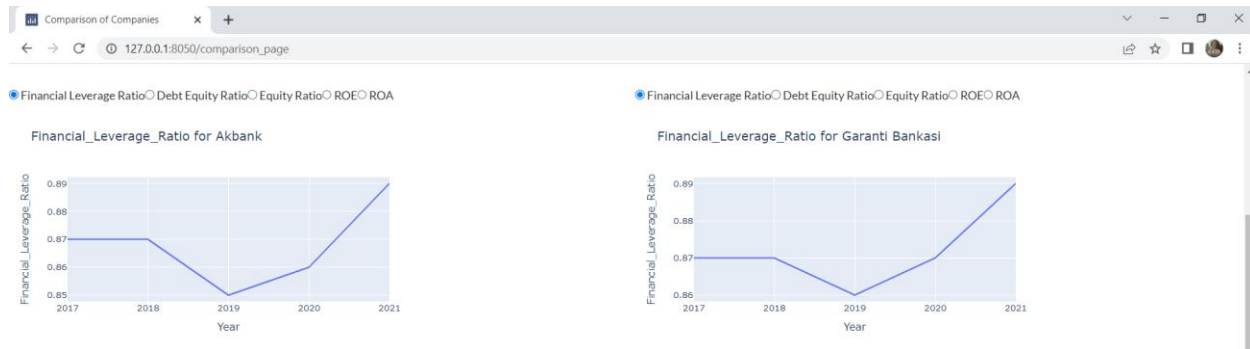 Comparison of Companies
127.0.0.1:8050/comparison_page
Financial Leverage Ratio Debt Equity Ratio Equity Ratio ROE ROA
Financial_Leverage_Ratio for Akbank
Financial_Leverage_Ratio
0.89
0.88
0.87
0.86
0.85
2017 2018 2019 2020 2021
Year
Financial Leverage Ratio Debt Equity Ratio Equity Ratio ROE ROA
Financial_Leverage_Ratio for Garanti Bankasi
Financial_Leverage_Ratio
0.89
0.88
0.87
0.86
2017 2018 2019 2020 2021
Year